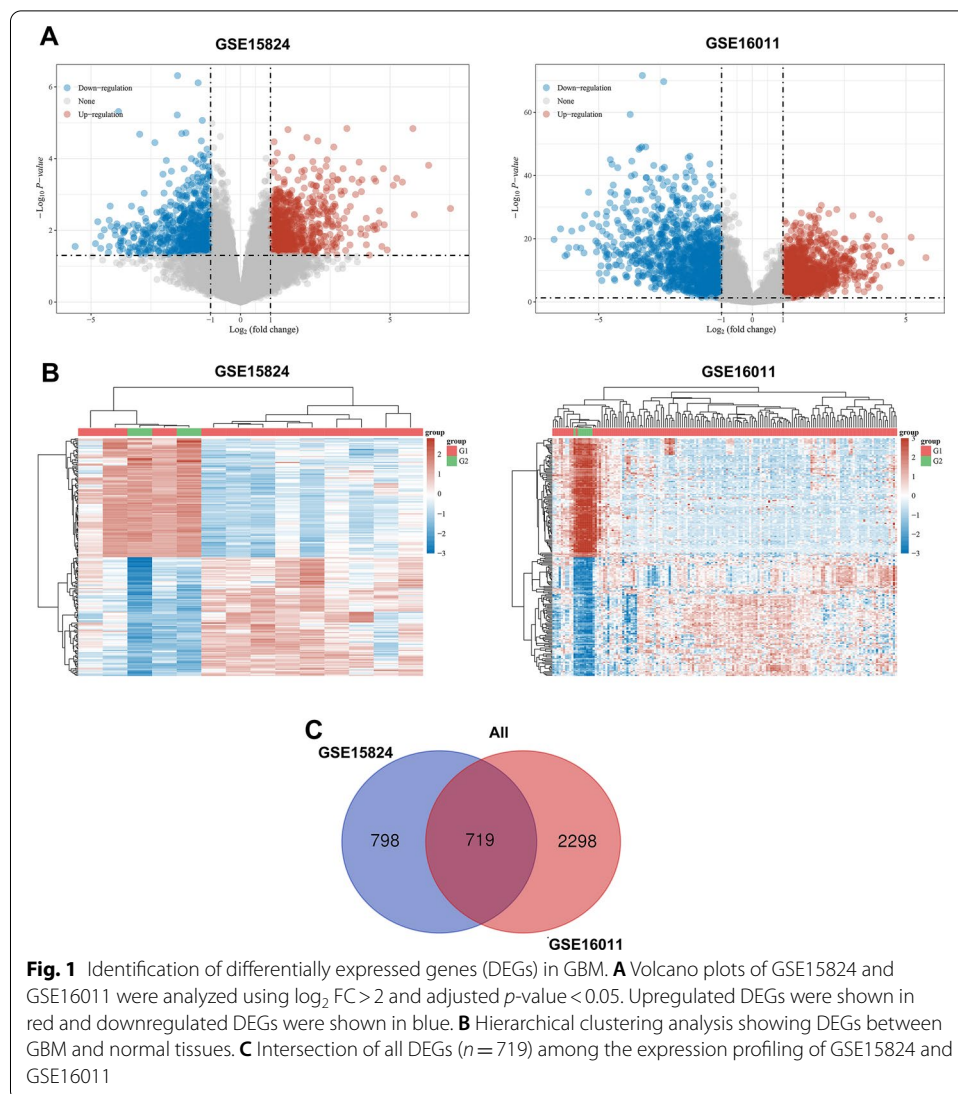 A
GSE15824
GSE16011
Down-regulation
None
Up-regulation
6
4
2
0
-Log10 P-value
-5
-1
0
1
5
Log2 (fold change)
Down-regulation
None
Up-regulation
60
40
20
0
-Log10 P-value
-5
-1
0
1
5
Log2 (fold change)
B
GSE15824
GSE16011
group
group
G1
G2
3
2
1
0
-1
-2
-3
group
group
G1
G2
3
2
1
0
-1
-2
-3
C
All
GSE15824
798
719
2298
GSE16011
Fig. 1 Identification of differentially expressed genes (DEGs) in GBM. A Volcano plots of GSE15824 and
GSE16011 were analyzed using log2 FC > 2 and adjusted p-value < 0.05. Upregulated DEGs were shown in
red and downregulated DEGs were shown in blue. B Hierarchical clustering analysis showing DEGs between
GBM and normal tissues. C Intersection of all DEGs (n = 719) among the expression profiling of GSE15824 and
GSE16011